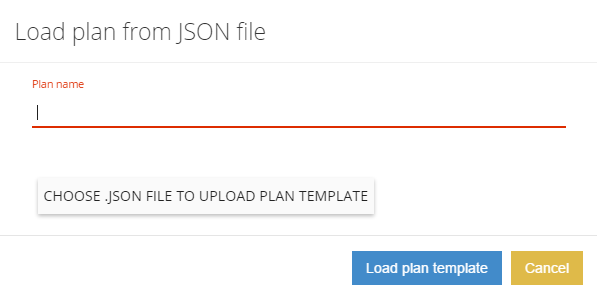 Load plan from JSON file
Plan name
CHOOSE .JSON FILE TO UPLOAD PLAN TEMPLATE
Load plan template
Cancel